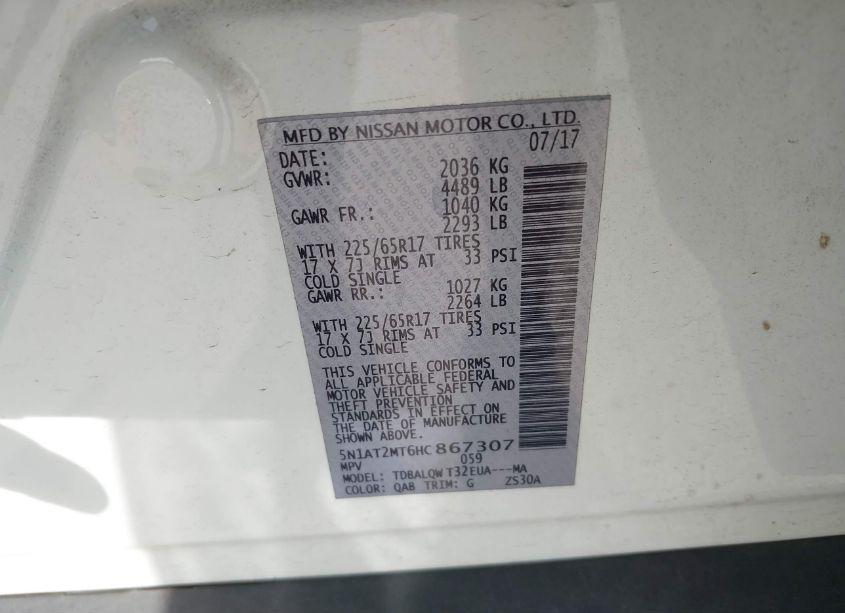 MFD BY NISSAN MOTOR CO., LTD.
DATE: 07/17
GVWR: 2036 KG
4489 LB
GAWR FR.: 1040 KG
2293 LB
WITH 225/65R17 TIRES
17 X 7J RIMS AT 33 PSI
COLD SINGLE
GAWR RR.: 1027 KG
2264 LB
WITH 225/65R17 TIRES
17 X 7J RIMS AT 33 PSI
COLD SINGLE
THIS VEHICLE CONFORMS TO
ALL APPLICABLE FEDERAL
MOTOR VEHICLE SAFETY AND
THEFT PREVENTION
STANDARDS IN EFFECT ON
THE DATE OF MANUFACTURE
SHOWN ABOVE.
5N1AT2MT6HC867307
MPV 059
MODEL: TDBALQW T32EUA---MA
COLOR: QAB TRIM: G ZS30A